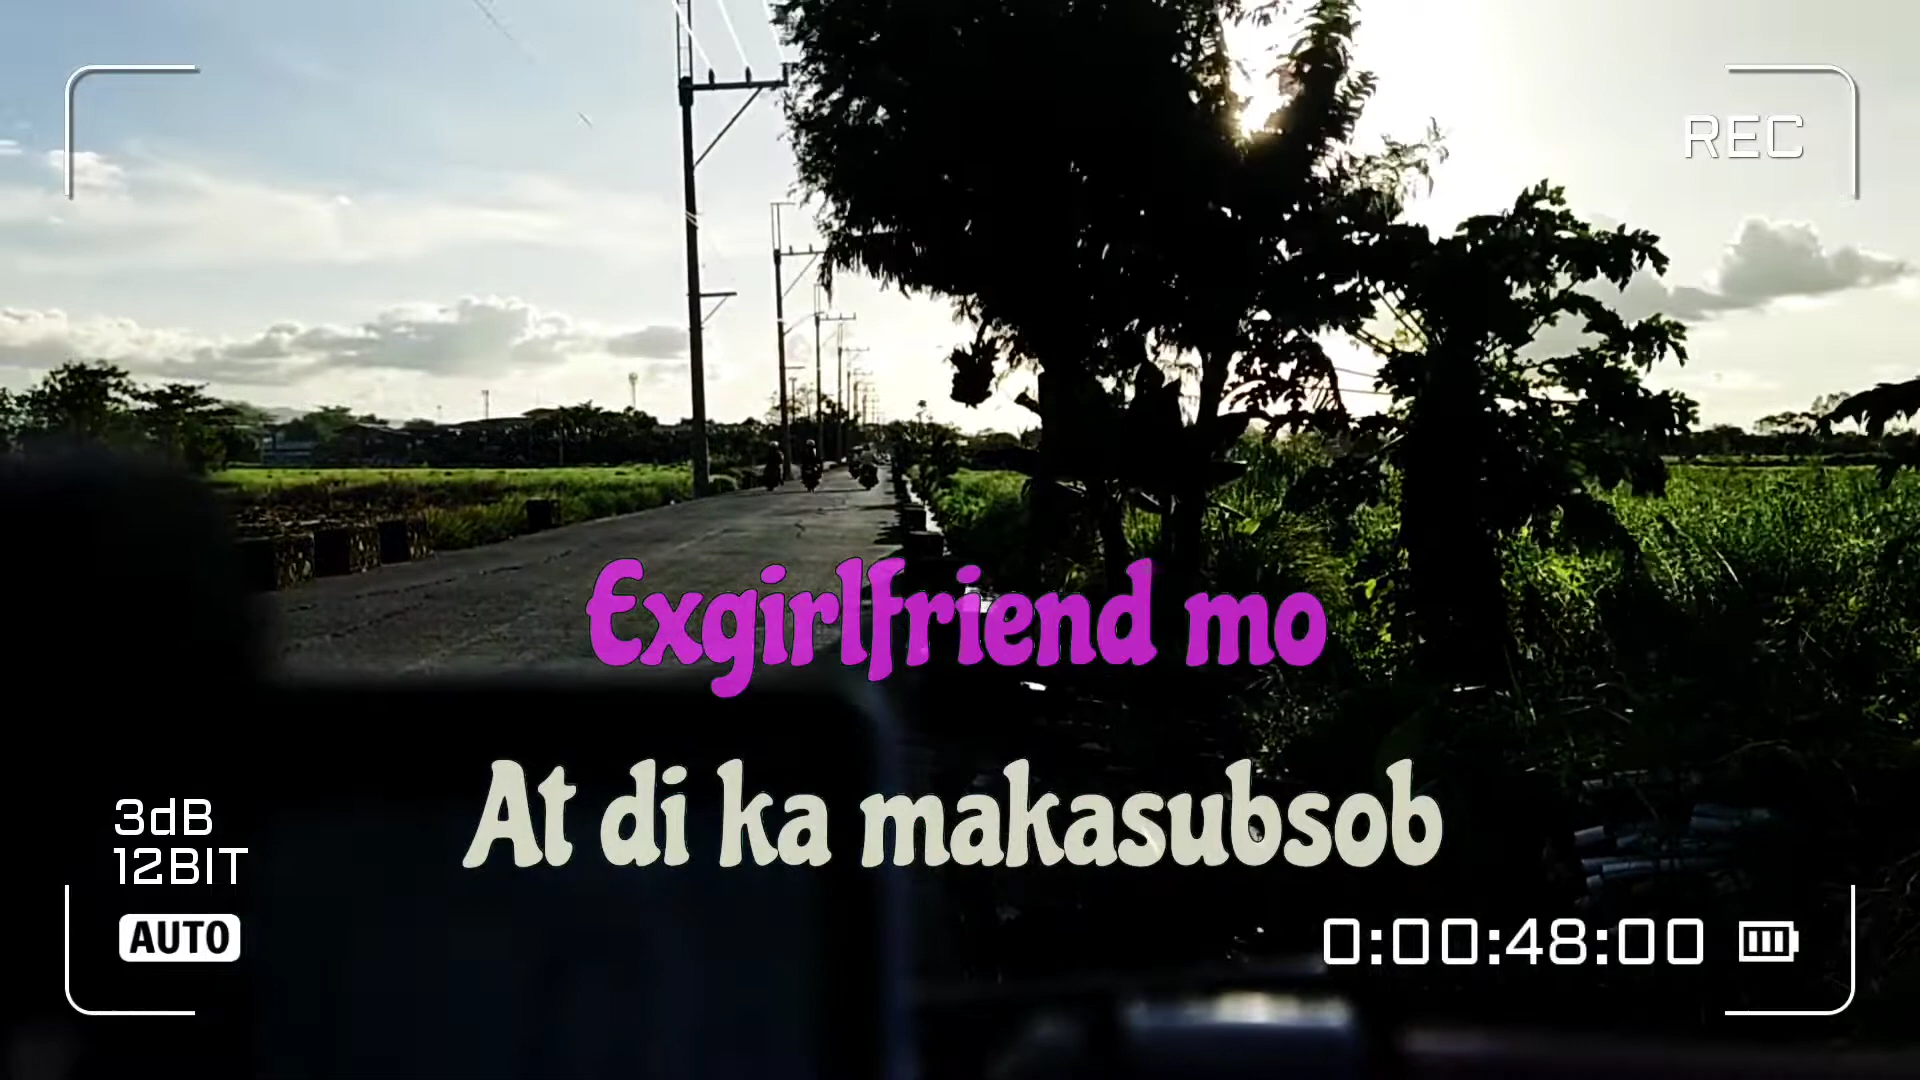 REC
Exgirlfriend mo
At di ka makasubsob
3dB
12BIT
AUTO
0:00:48:00